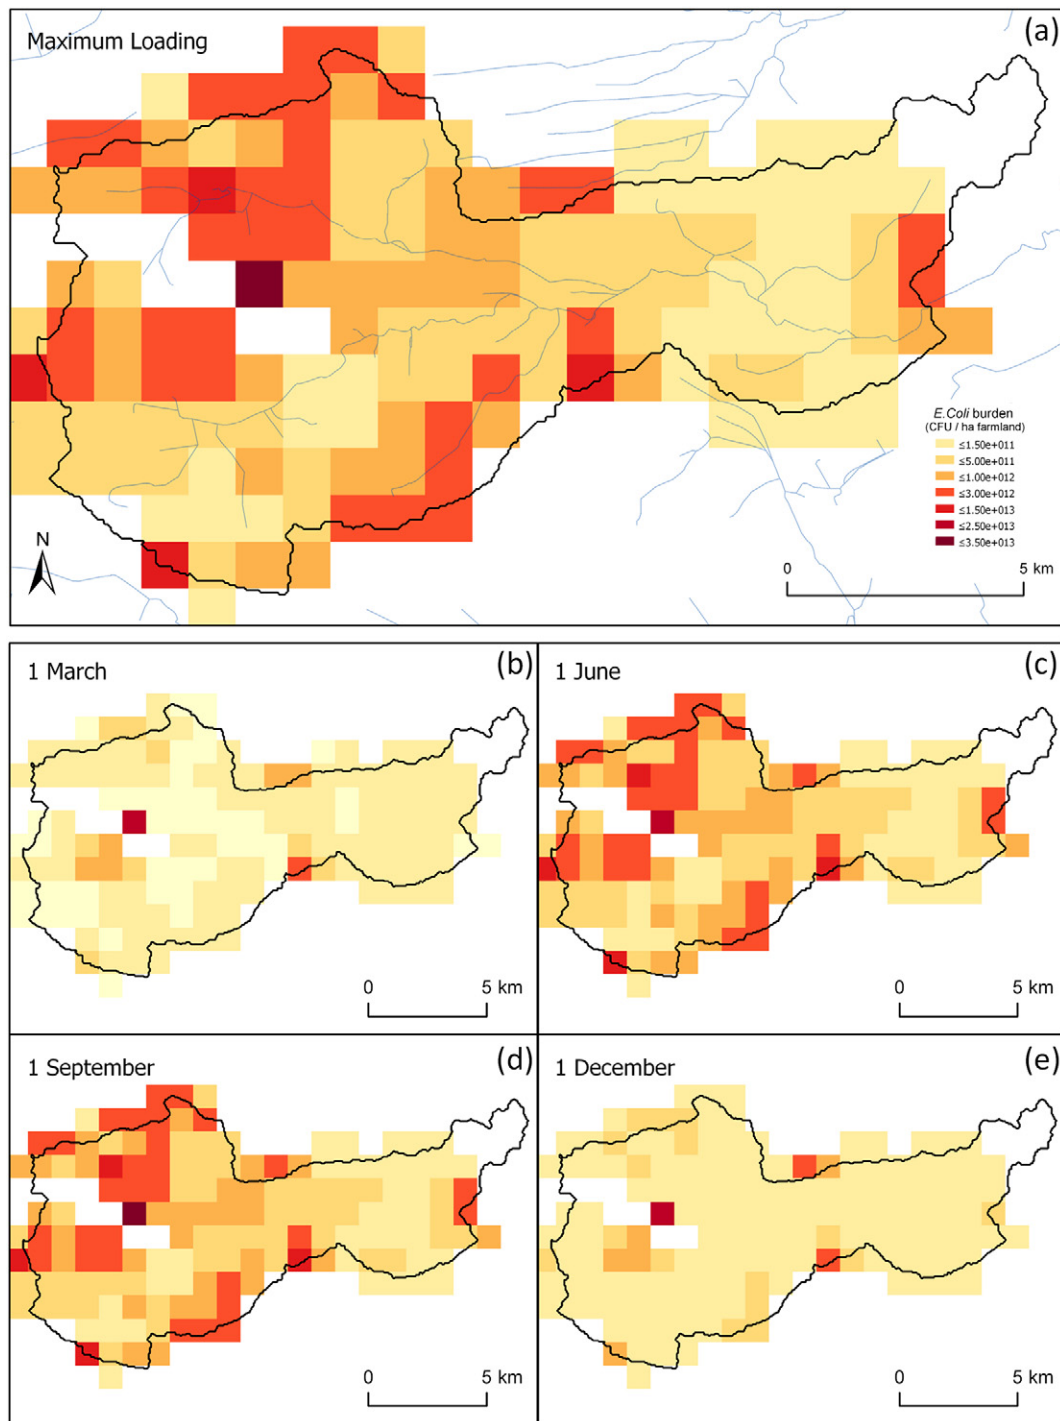 Maximum Loading
(a)
E.Coli burden
(CFU / ha farmland)
≤1.50e+011
≤5.00e+011
≤1.00e+012
≤3.00e+012
≤1.50e+013
≤2.50e+013
≤3.50e+013
N
0 5 km
1 March
(b)
0 5 km
1 June
(c)
0 5 km
1 September
(d)
0 5 km
1 December
(e)
0 5 km